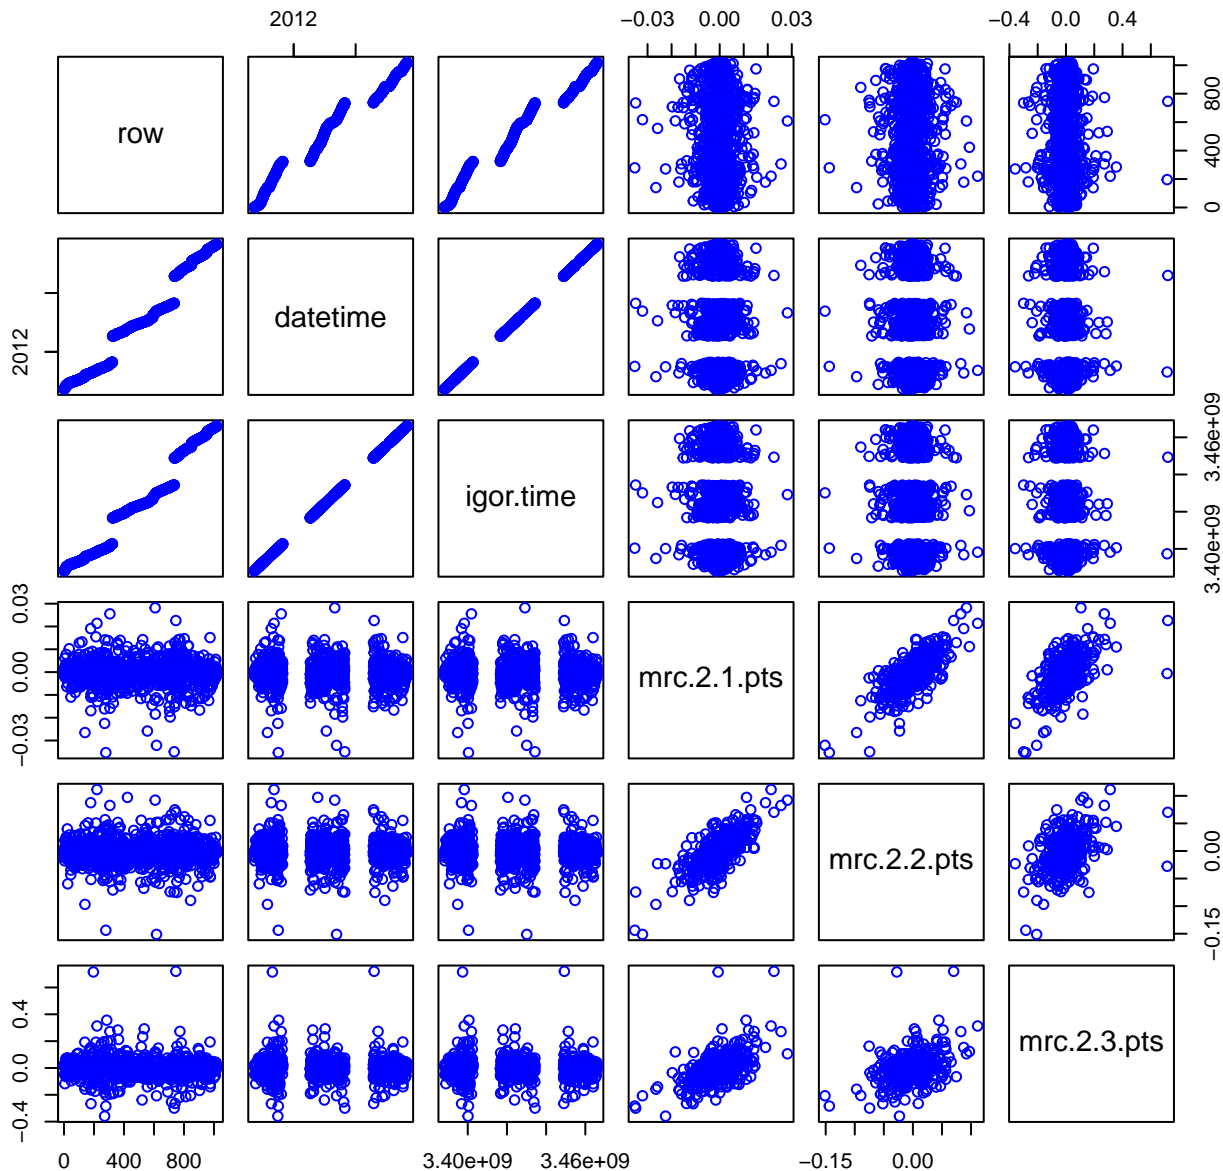 2012 −0.03 0.00 0.03 −0.4 0.0 0.4
row 0 400 800
2012 datetime
igor.time 3.40e+09 3.46e+09
−0.03 0.00 0.03 mrc.2.1.pts
mrc.2.2.pts −0.15 0.00
−0.4 0.0 0.4 mrc.2.3.pts
0 400 800 3.40e+09 3.46e+09 −0.15 0.00